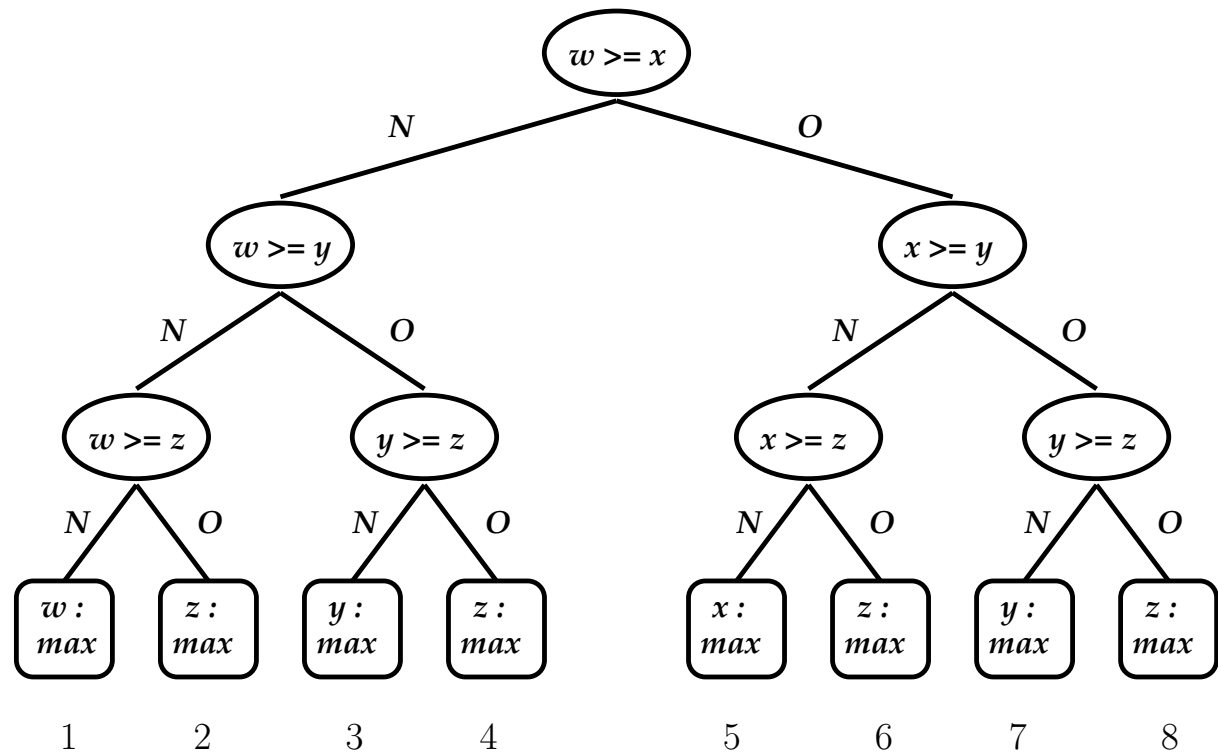 w >= x
N O
w >= y x >= y
N O N O
w >= z y >= z x >= z y >= z
N O N O N O N O
w : z : y : z : x : z : y : z :
max max max max max max max max
1 2 3 4 5 6 7 8